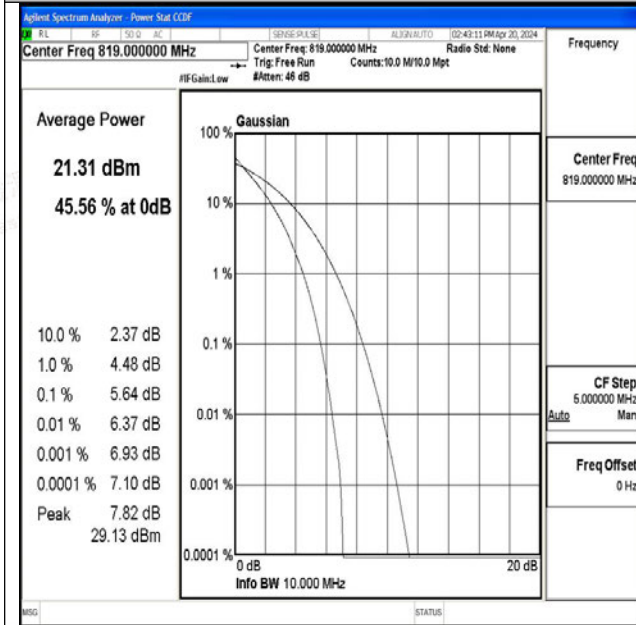 Agilent Spectrum Analyzer - Power Stat CCDF
RL RF 50 Ω AC SENSE:PULSE ALIGN AUTO 02:43:11 PM Apr 20, 2024
Center Freq 819.000000 MHz
Center Freq: 819.000000 MHz Radio Std: None
Trig: Free Run Counts:10.0 M/10.0 Mpt
#IFGain:Low #Atten: 46 dB
Frequency
Average Power
21.31 dBm
45.56 % at 0dB
10.0 % 2.37 dB
1.0 % 4.48 dB
0.1 % 5.64 dB
0.01 % 6.37 dB
0.001 % 6.93 dB
0.0001 % 7.10 dB
Peak 7.82 dB
29.13 dBm
Gaussian
100 %
10 %
1 %
0.1 %
0.01 %
0.001 %
0.0001 %
0 dB 20 dB
Info BW 10.000 MHz
Center Freq
819.000000 MHz
CF Step
5.000000 MHz
Auto Man
Freq Offset
0 Hz
MSG STATUS